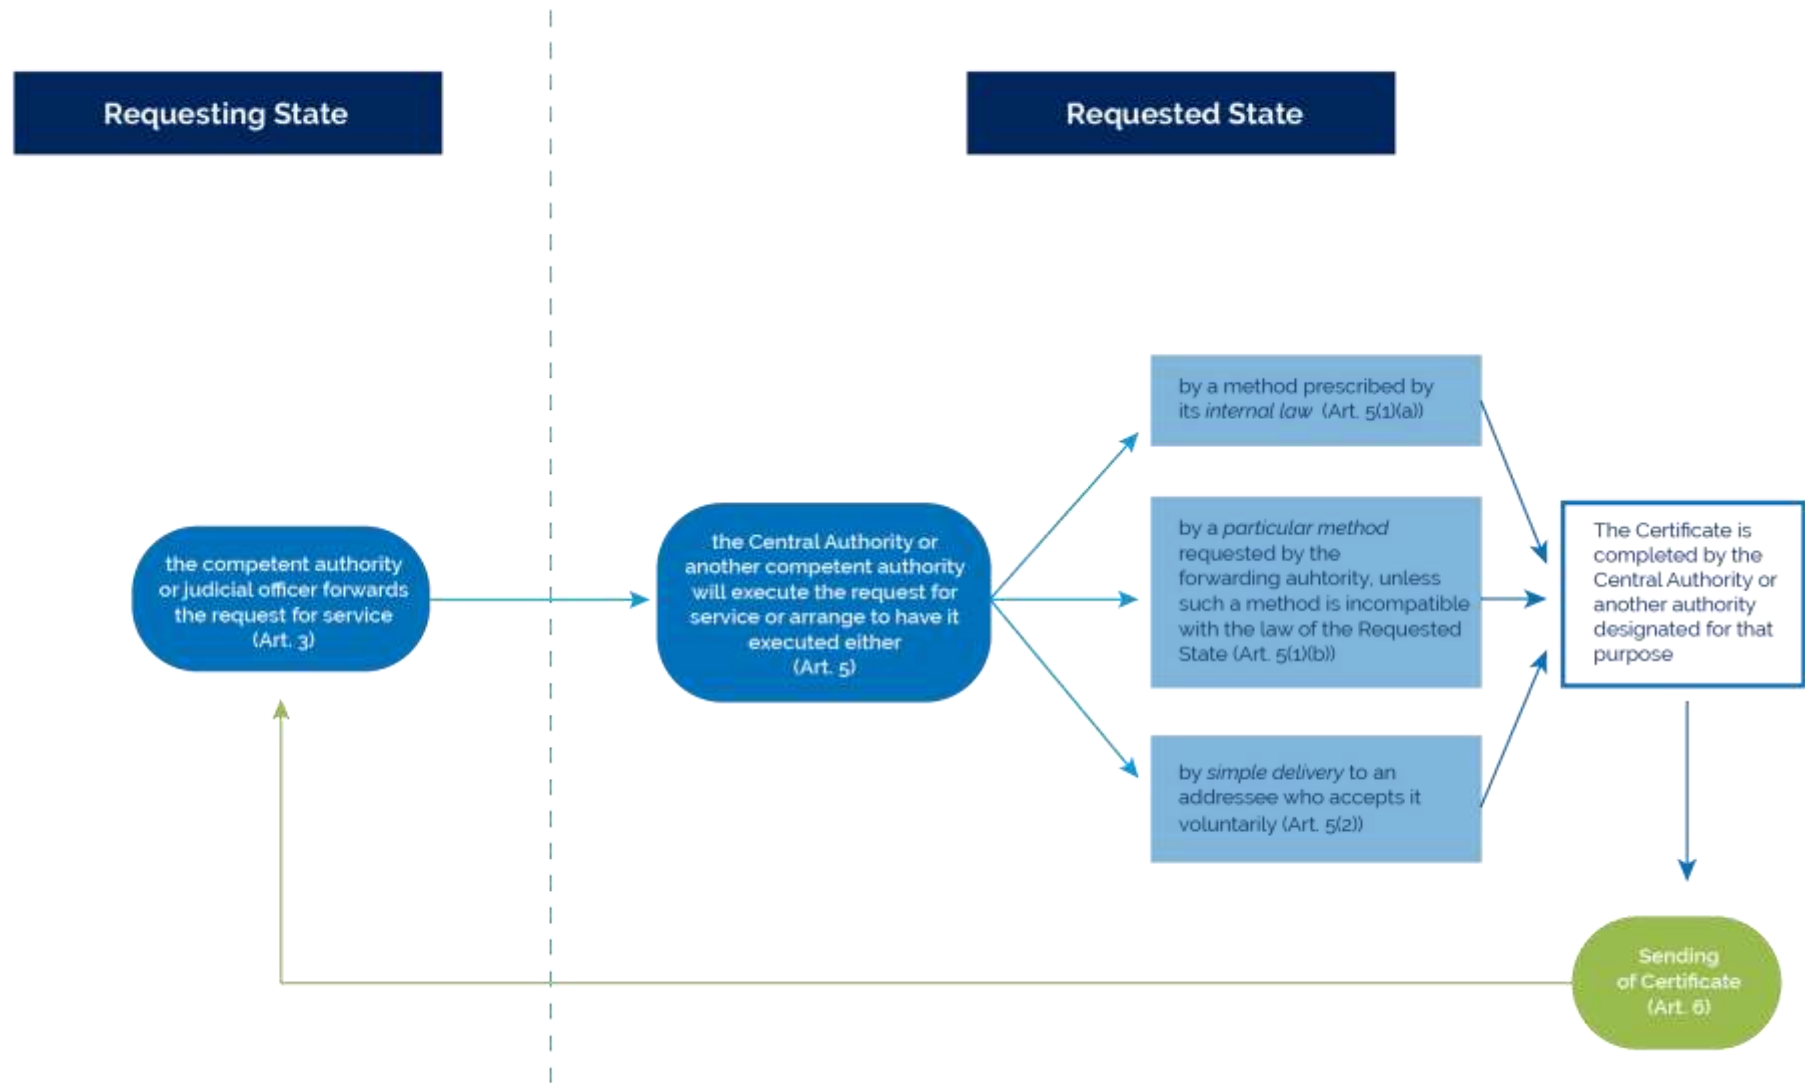 Requesting State
Requested State
the competent authority
or judicial officer forwards
the request for service
(Art. 3)
the Central Authority or
another competent authority
will execute the request for
service or arrange to have it
executed either
(Art. 5)
by a method prescribed by
its internal law (Art. 5(1)(a))
by a particular method
requested by the
forwarding auhtority, unless
such a method is incompatible
with the law of the Requested
State (Art. 5(1)(b))
by simple delivery to an
addressee who accepts it
voluntarily (Art. 5(2))
The Certificate is
completed by the
Central Authority or
another authority
designated for that
purpose
Sending
of Certificate
(Art. 6)